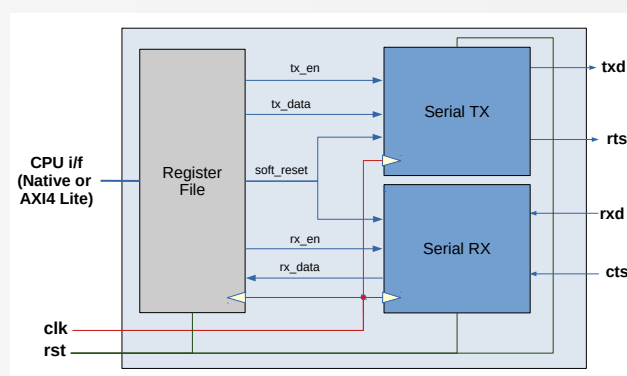 tx_en
txd
tx_data
Serial TX
rts
CPU i/f
(Native or
AXI4 Lite)
Register
File
soft_reset
rxd
rx_en
Serial RX
rx_data
cts
clk
rst